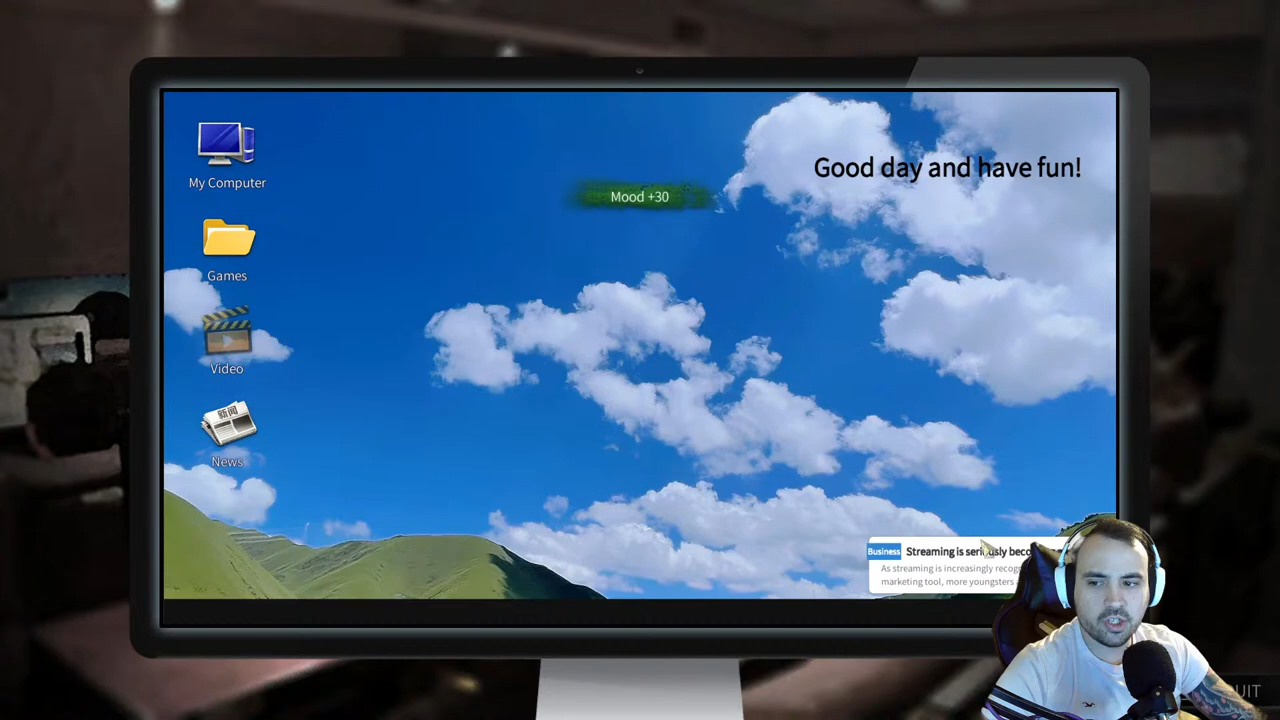 My Computer
Good day and have fun!
Mood +30
Games
Video
新闻
News
Business Streaming is seriously beco
As streaming is increasingly recog
marketing tool, more youngsters a
UIT